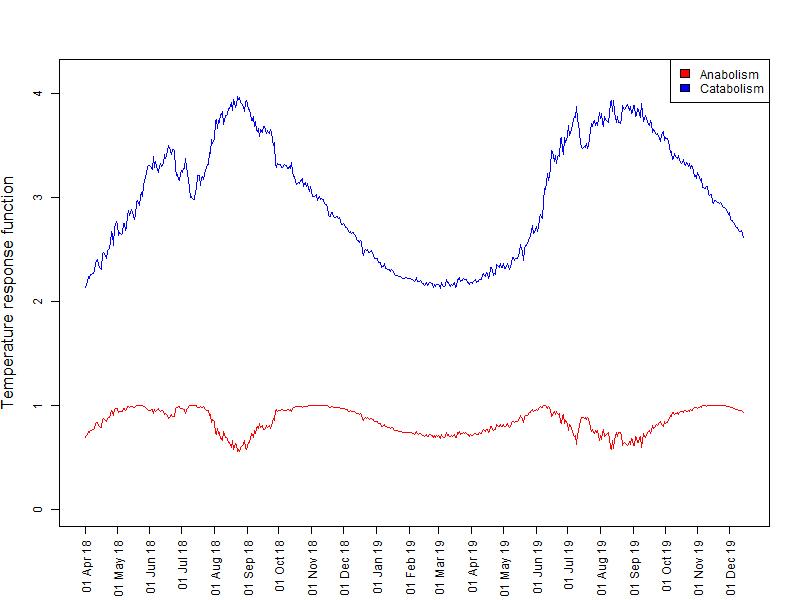 Anabolism
Catabolism
Temperature response function
4
3
2
1
0
01 Apr 18
01 May 18
01 Jun 18
01 Jul 18
01 Aug 18
01 Sep 18
01 Oct 18
01 Nov 18
01 Dec 18
01 Jan 19
01 Feb 19
01 Mar 19
01 Apr 19
01 May 19
01 Jun 19
01 Jul 19
01 Aug 19
01 Sep 19
01 Oct 19
01 Nov 19
01 Dec 19